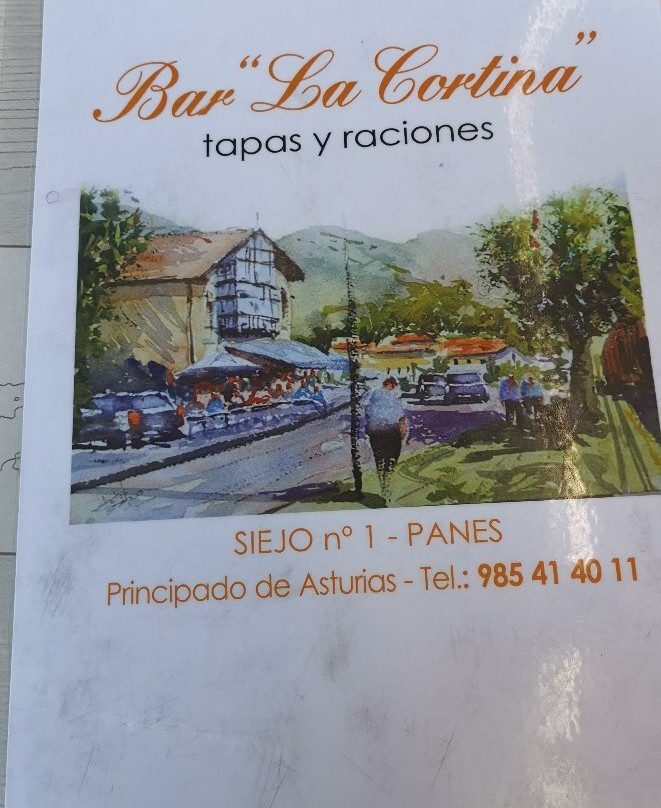 Bar "La Cortina"
tapas y raciones
SIEJO nº 1 - PANES
Principado de Asturias - Tel.: 985 41 40 11